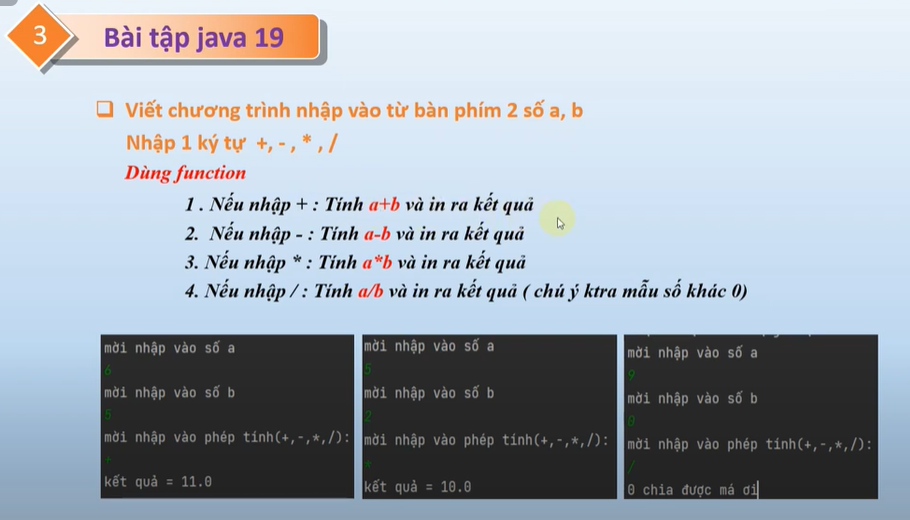 3
Bài tập java 19
❑ Viết chương trình nhập vào từ bàn phím 2 số a, b
Nhập 1 ký tự +, - , * , /
Dùng function
1 . Nếu nhập + : Tính a+b và in ra kết quả
2. Nếu nhập - : Tính a-b và in ra kết quả
3. Nếu nhập * : Tính a*b và in ra kết quả
4. Nếu nhập / : Tính a/b và in ra kết quả ( chú ý ktra mẫu số khác 0)
mời nhập vào số a
6
mời nhập vào số b
5
mời nhập vào phép tính(+,-,*,/):
+
kết quả = 11.0
mời nhập vào số a
5
mời nhập vào số b
2
mời nhập vào phép tính(+,-,*,/):
*
kết quả = 10.0
mời nhập vào số a
9
mời nhập vào số b
0
mời nhập vào phép tính(+,-,*,/):
/
0 chia được má ơi